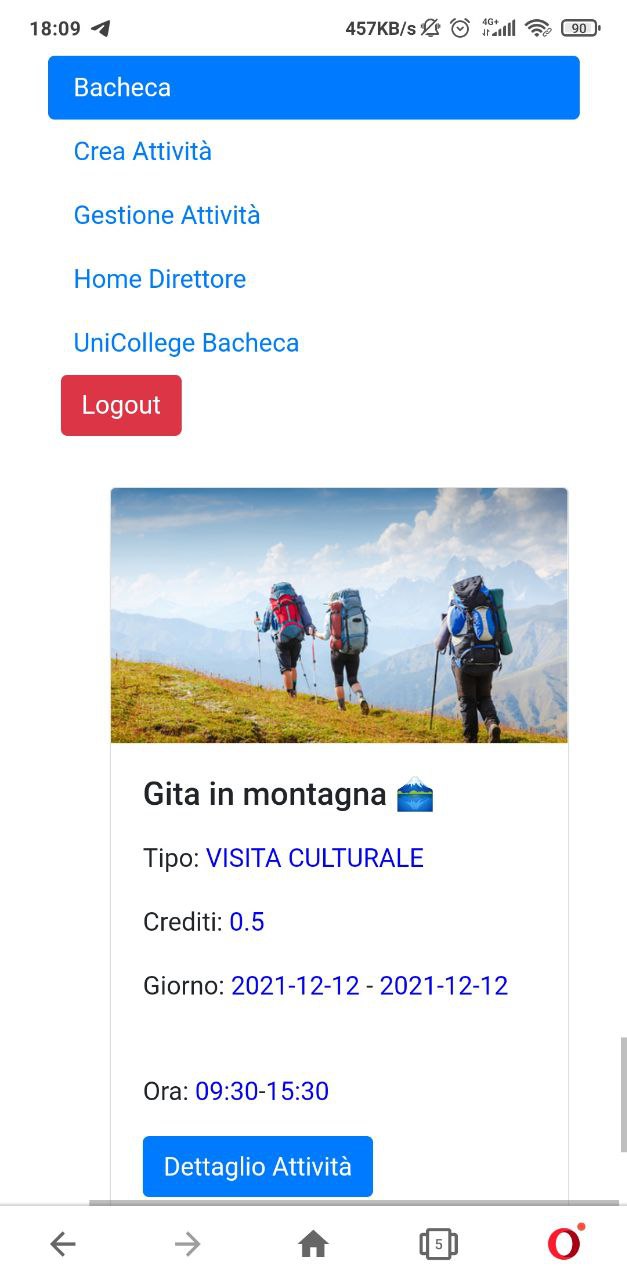 18:09 457KB/s 4G+ 90
Bacheca
Crea Attività
Gestione Attività
Home Direttore
UniCollege Bacheca
Logout
Gita in montagna 🗻
Tipo: VISITA CULTURALE
Crediti: 0.5
Giorno: 2021-12-12 - 2021-12-12
Ora: 09:30-15:30
Dettaglio Attività
5